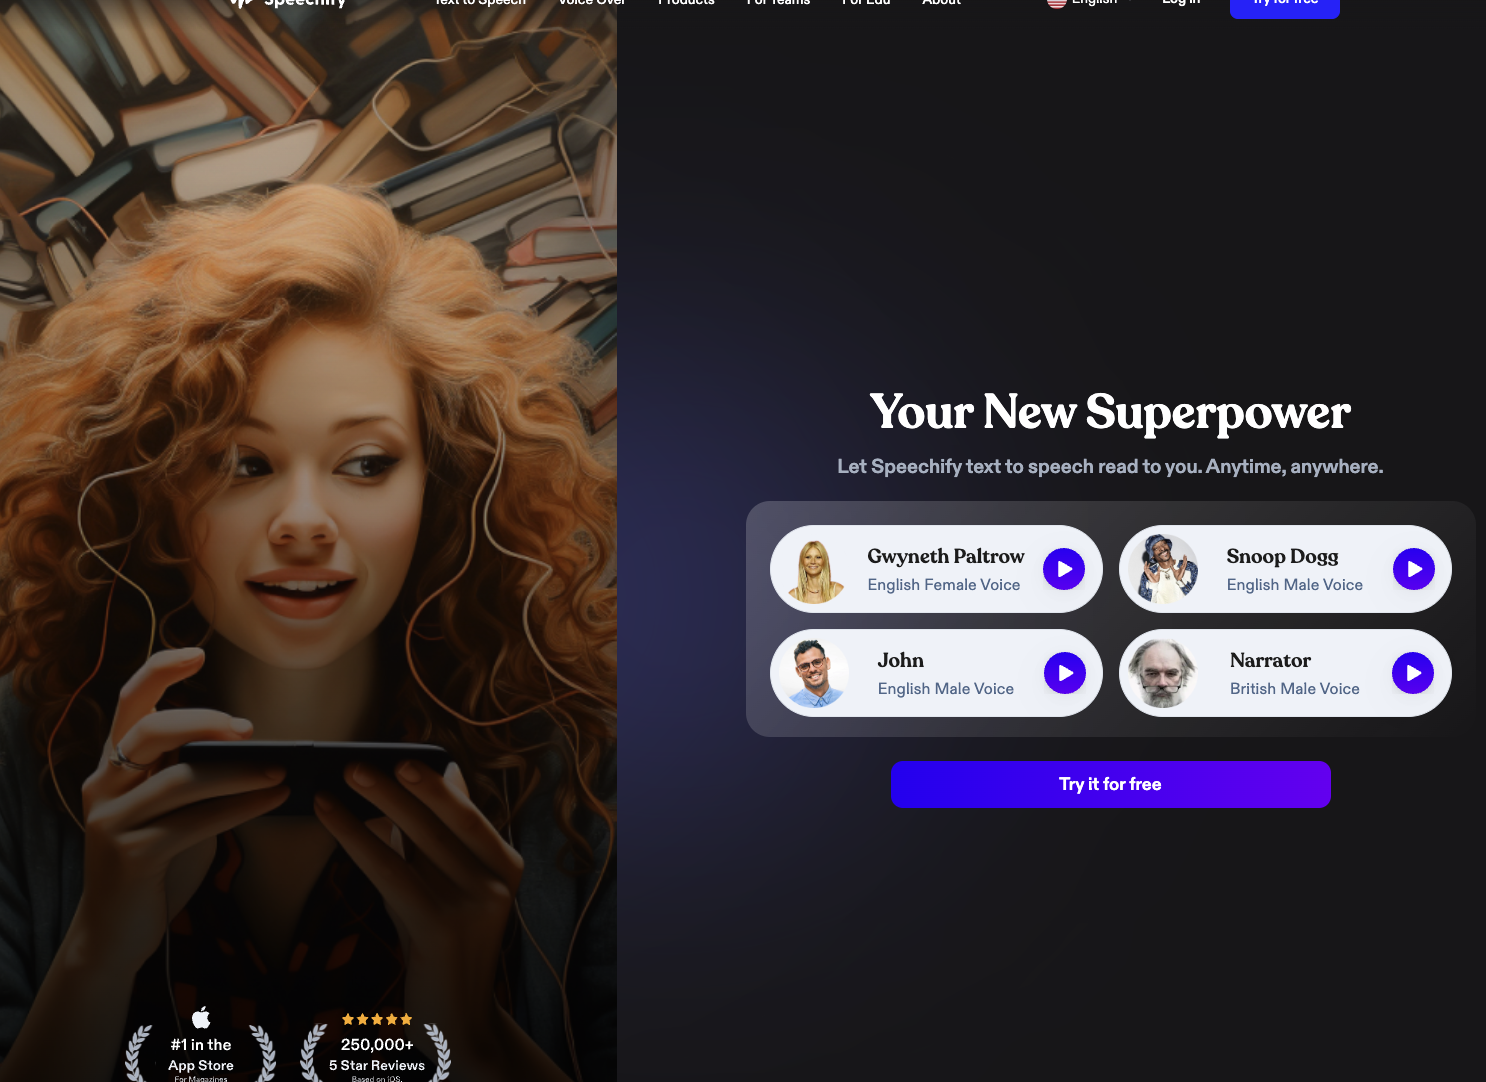 Speechify
Text to Speech
Voice Over
Products
For Teams
For Edu
About
English
Log In
Try for free
Your New Superpower
Let Speechify text to speech read to you. Anytime, anywhere.
Gwyneth Paltrow
English Female Voice
Snoop Dogg
English Male Voice
John
English Male Voice
Narrator
British Male Voice
Try it for free
#1 in the
App Store
For Magazines
250,000+
5 Star Reviews
Based on iOS,